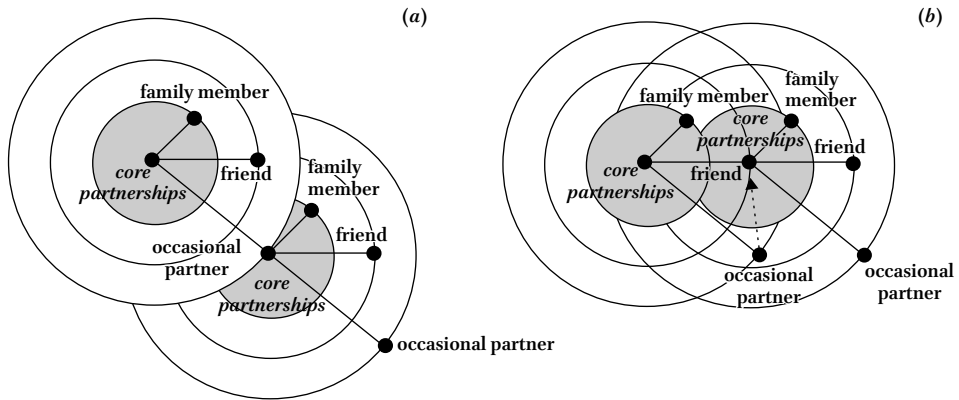 (a)
family member
friend
core
partnerships
occasional
partner
family
member
friend
core
partnerships
occasional partner
(b)
family member
family
member
core
partnerships
friend
core
partnerships
friend
occasional
partner
occasional
partner